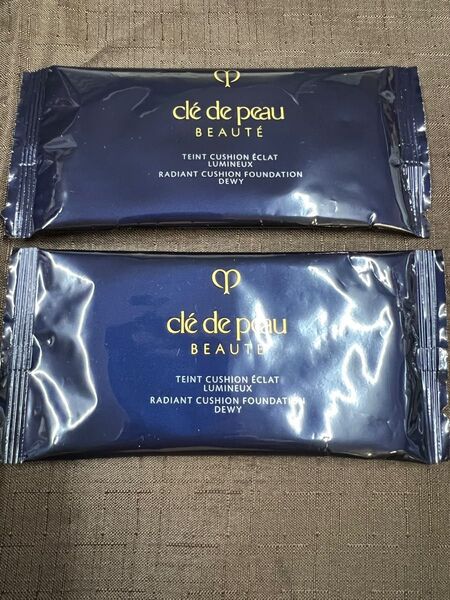 clé de peau
BEAUTÉ
TEINT CUSHION ÉCLAT
LUMINEUX
RADIANT CUSHION FOUNDATION
DEWY
clé de peau
BEAUTÉ
TEINT CUSHION ÉCLAT
LUMINEUX
RADIANT CUSHION FOUNDATION
DEWY